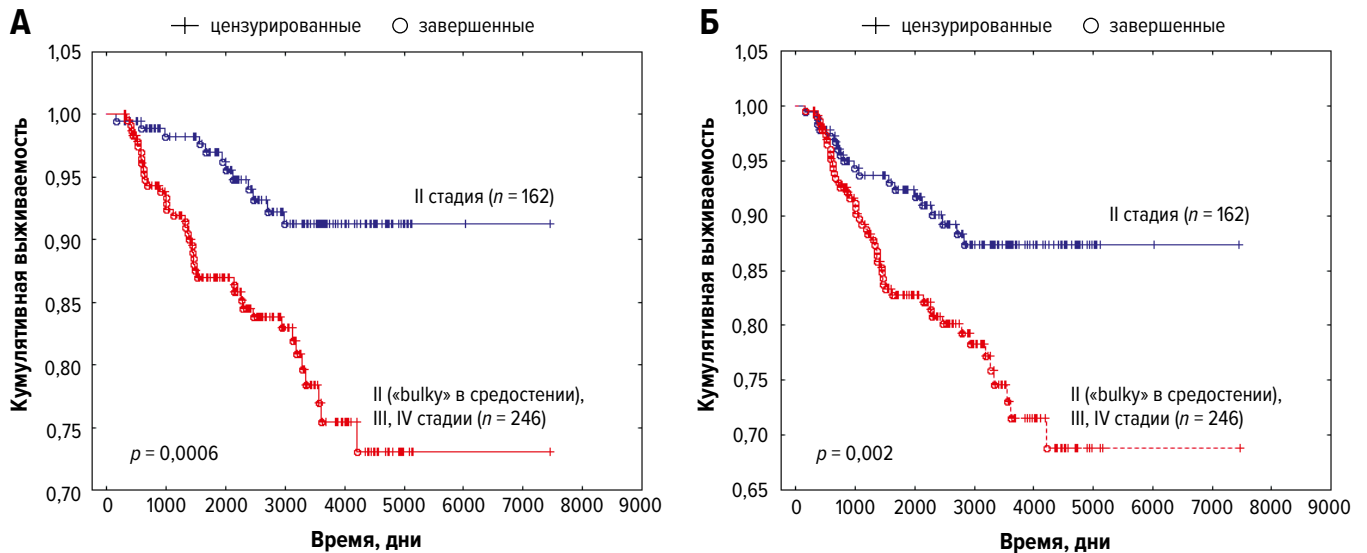 А
цензурированные
завершенные
1,05
1,00
0,95
0,90
0,85
0,80
0,75
0,70
Кумулятивная выживаемость
II стадия (n = 162)
II («bulky» в средостении),
III, IV стадии (n = 246)
p = 0,0006
0 1000 2000 3000 4000 5000 6000 7000 8000 9000
Время, дни
Б
цензурированные
завершенные
1,05
1,00
0,95
0,90
0,85
0,80
0,75
0,70
0,65
Кумулятивная выживаемость
II стадия (n = 162)
II («bulky» в средостении),
III, IV стадии (n = 246)
p = 0,002
0 1000 2000 3000 4000 5000 6000 7000 8000 9000
Время, дни